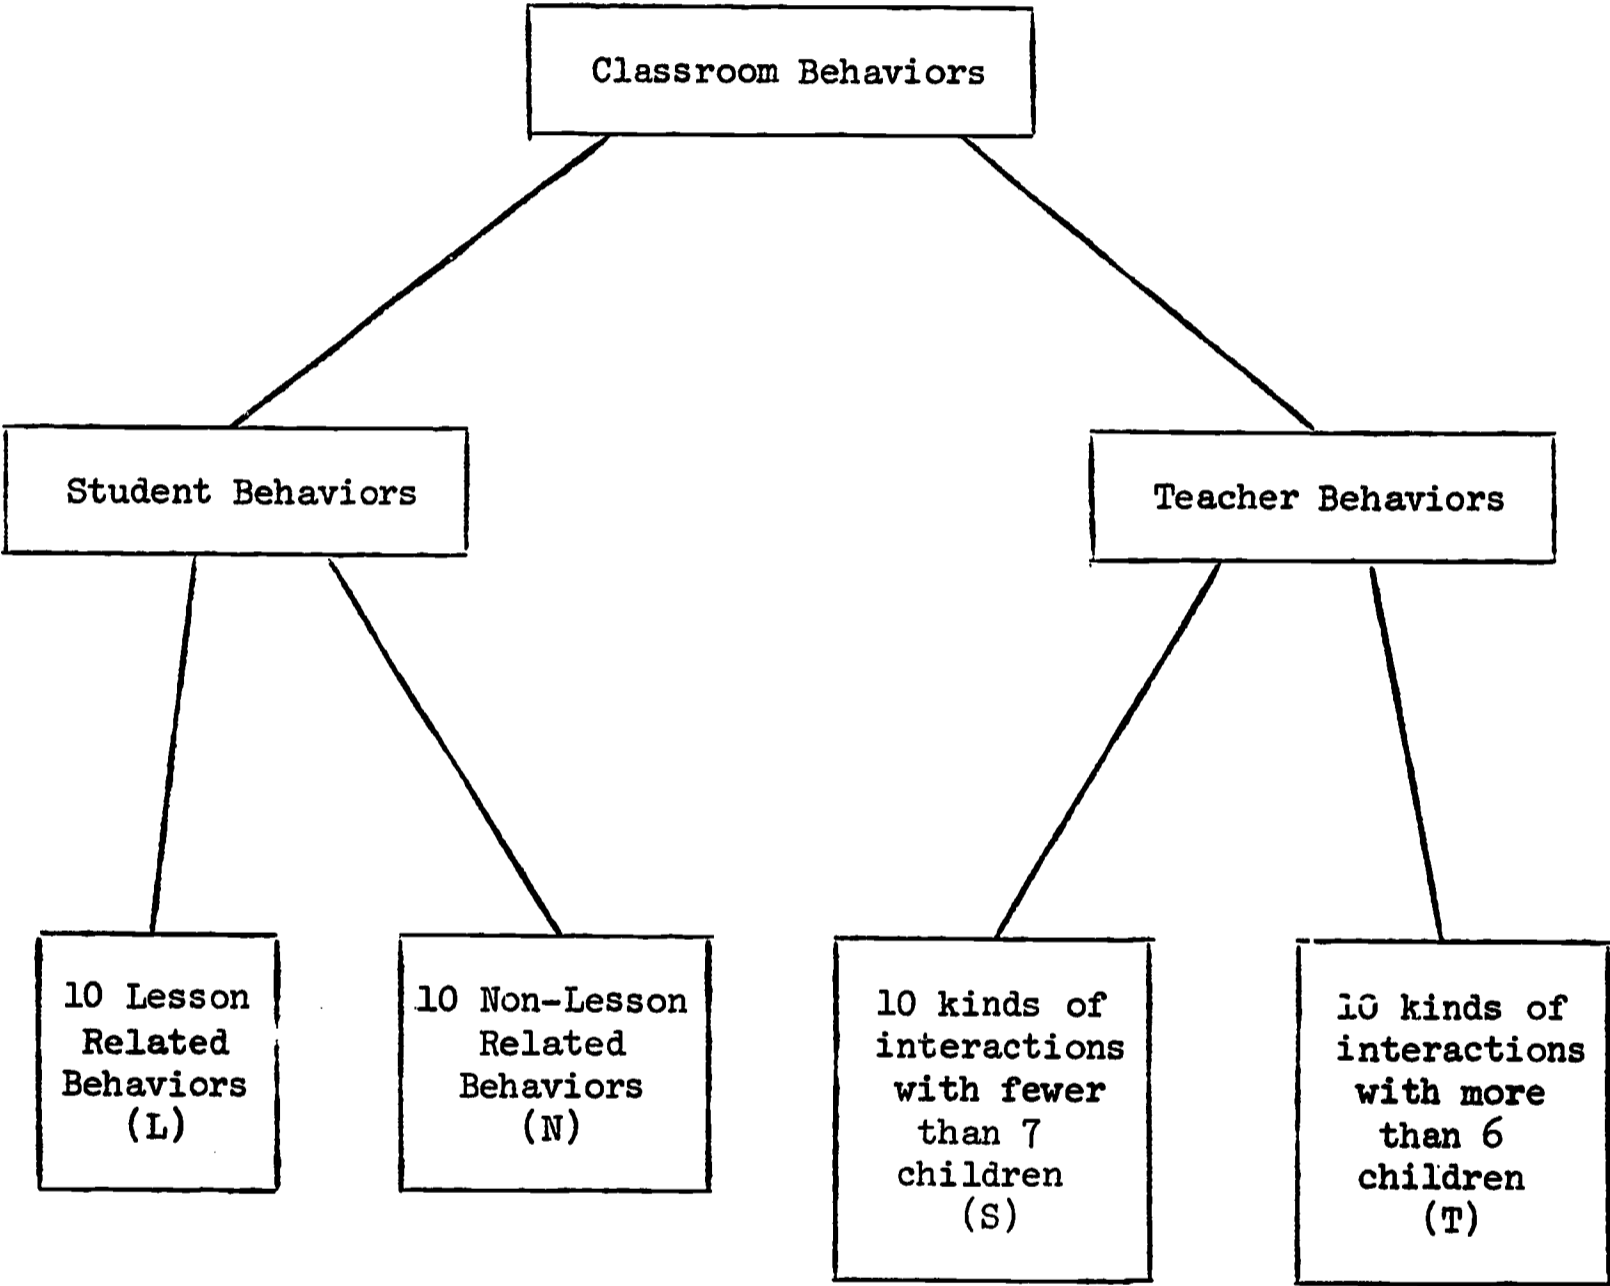 Classroom Behaviors
Student Behaviors
Teacher Behaviors
10 Lesson
Related
Behaviors
(L)
10 Non-Lesson
Related
Behaviors
(N)
10 kinds of
interactions
with fewer
than 7
children
(S)
10 kinds of
interactions
with more
than 6
children
(T)